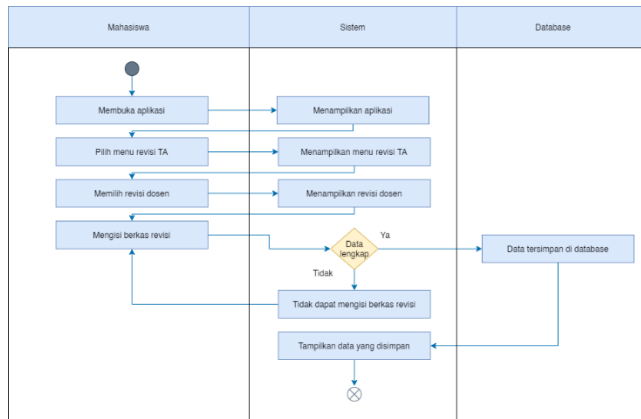 Mahasiswa
Sistem
Database
Membuka aplikasi
Menampilkan aplikasi
Pilih menu revisi TA
Menampilkan menu revisi TA
Memilih revisi dosen
Menampilkan revisi dosen
Mengisi berkas revisi
Data
lengkap
Ya
Data tersimpan di database
Tidak
Tidak dapat mengisi berkas revisi
Tampilkan data yang disimpan